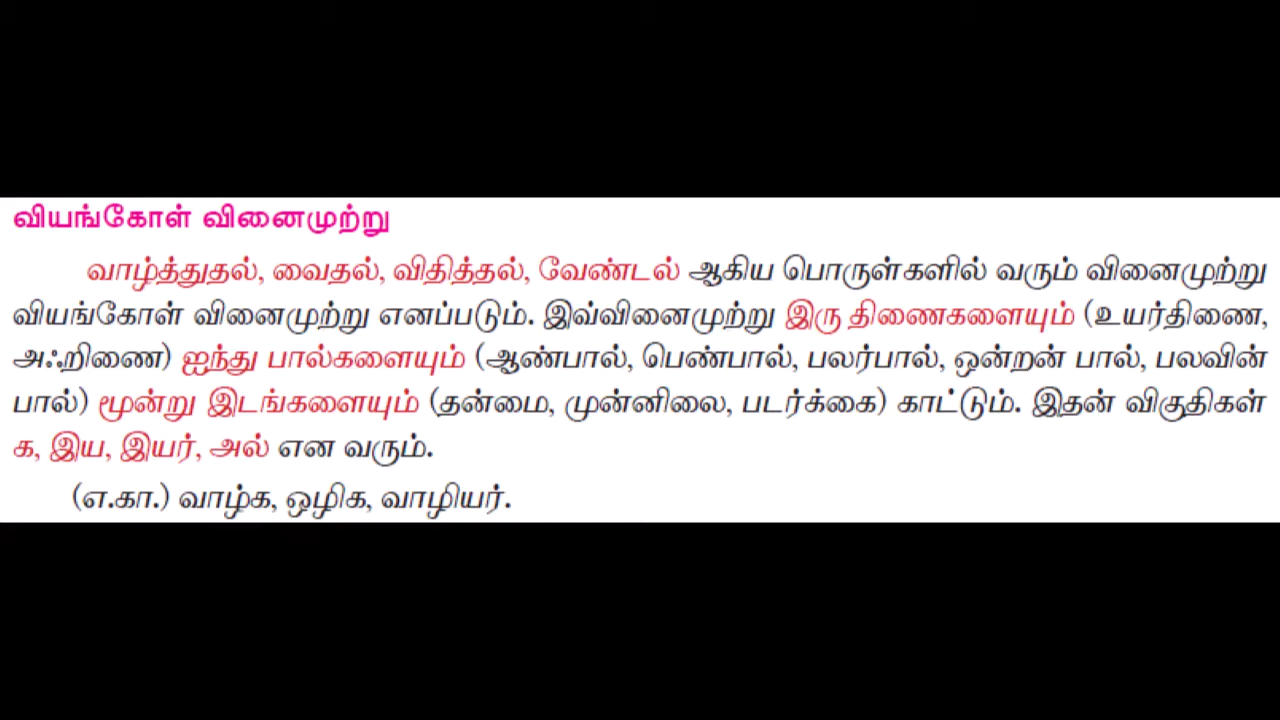 வியங்கோள் வினைமுற்று
வாழ்த்துதல், வைதல், விதித்தல், வேண்டல் ஆகிய பொருள்களில் வரும் வினைமுற்று
வியங்கோள் வினைமுற்று எனப்படும். இவ்வினைமுற்று இரு திணைகளையும் (உயர்திணை,
அஃறிணை) ஐந்து பால்களையும் (ஆண்பால், பெண்பால், பலர்பால், ஒன்றன் பால், பலவின்
பால்) மூன்று இடங்களையும் (தன்மை, முன்னிலை, படர்க்கை) காட்டும். இதன் விகுதிகள்
க, இய, இயர், அல் என வரும்.
(எ.கா.) வாழ்க, ஒழிக, வாழியர்.